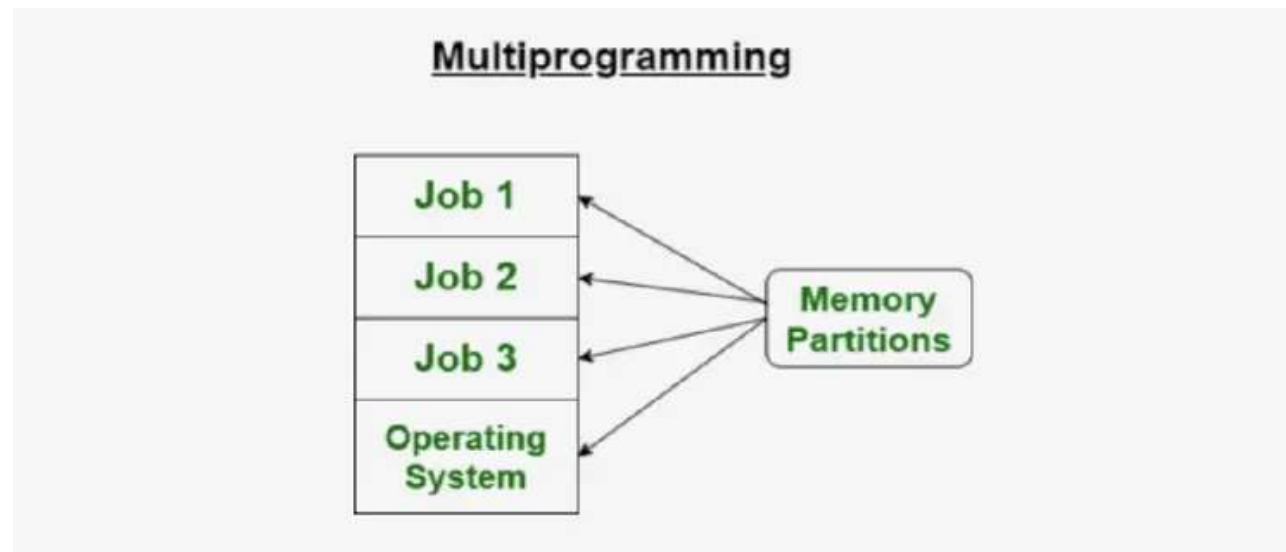 Multiprogramming
Job 1
Job 2
Job 3
Operating
System
Memory
Partitions